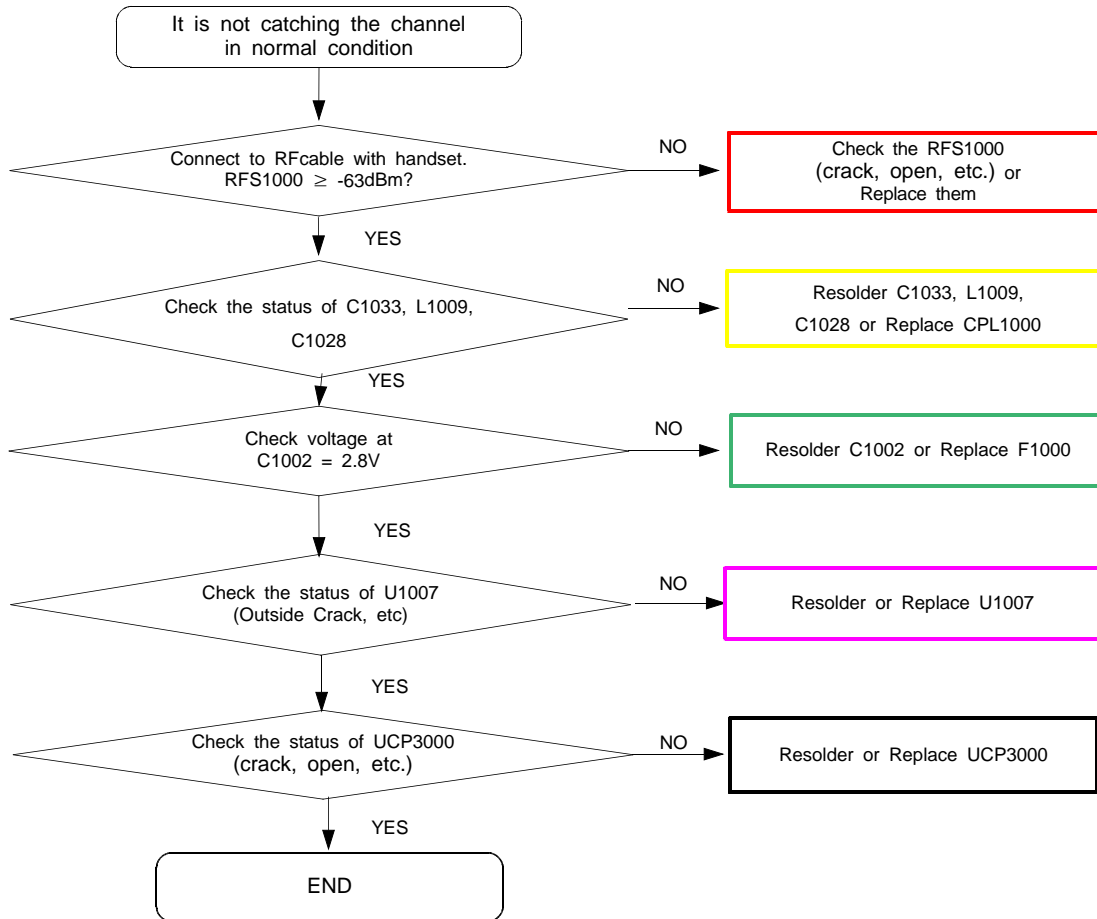 It is not catching the channel
in normal condition
Connect to RFcable with handset.
RFS1000 ≥ -63dBm?
NO
Check the RFS1000
(crack, open, etc.) or
Replace them
YES
Check the status of C1033, L1009,
C1028
NO
Resolder C1033, L1009,
C1028 or Replace CPL1000
YES
Check voltage at
C1002 = 2.8V
NO
Resolder C1002 or Replace F1000
YES
Check the status of U1007
(Outside Crack, etc)
NO
Resolder or Replace U1007
YES
Check the status of UCP3000
(crack, open, etc.)
NO
Resolder or Replace UCP3000
YES
END